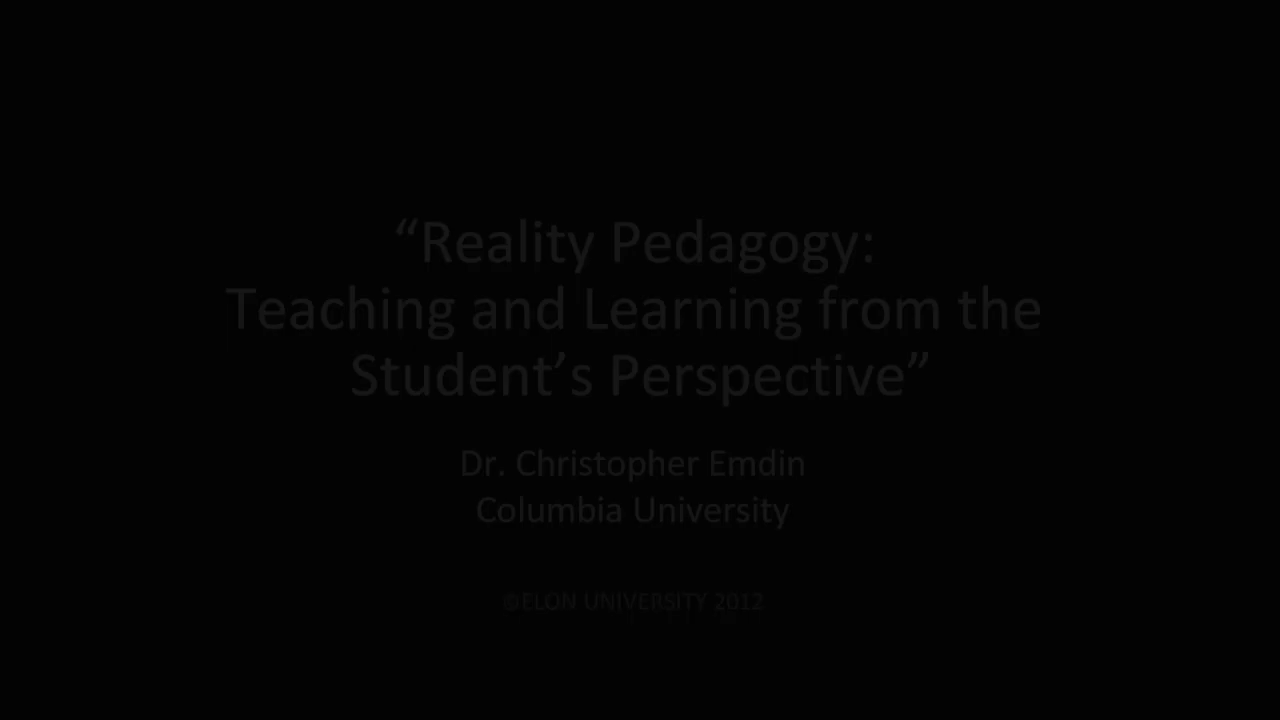 “Reality Pedagogy:
Teaching and Learning from the
Student’s Perspective”
Dr. Christopher Emdin
Columbia University
©ELON UNIVERSITY 2012